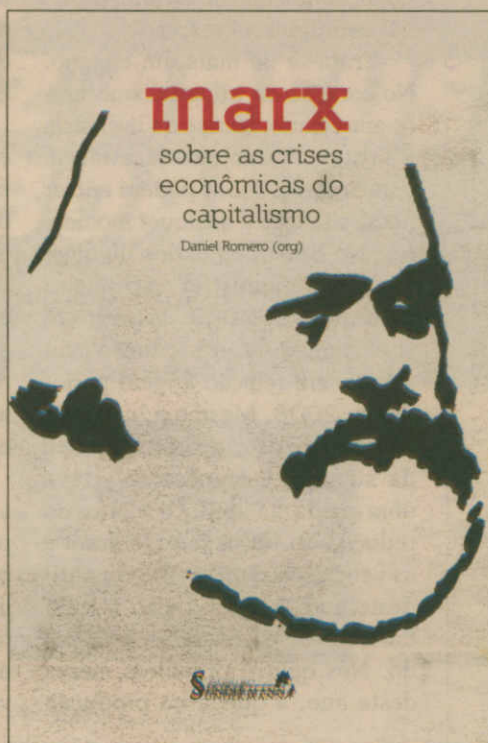 marx
sobre as crises
econômicas do
capitalismo
Daniel Romero (org)